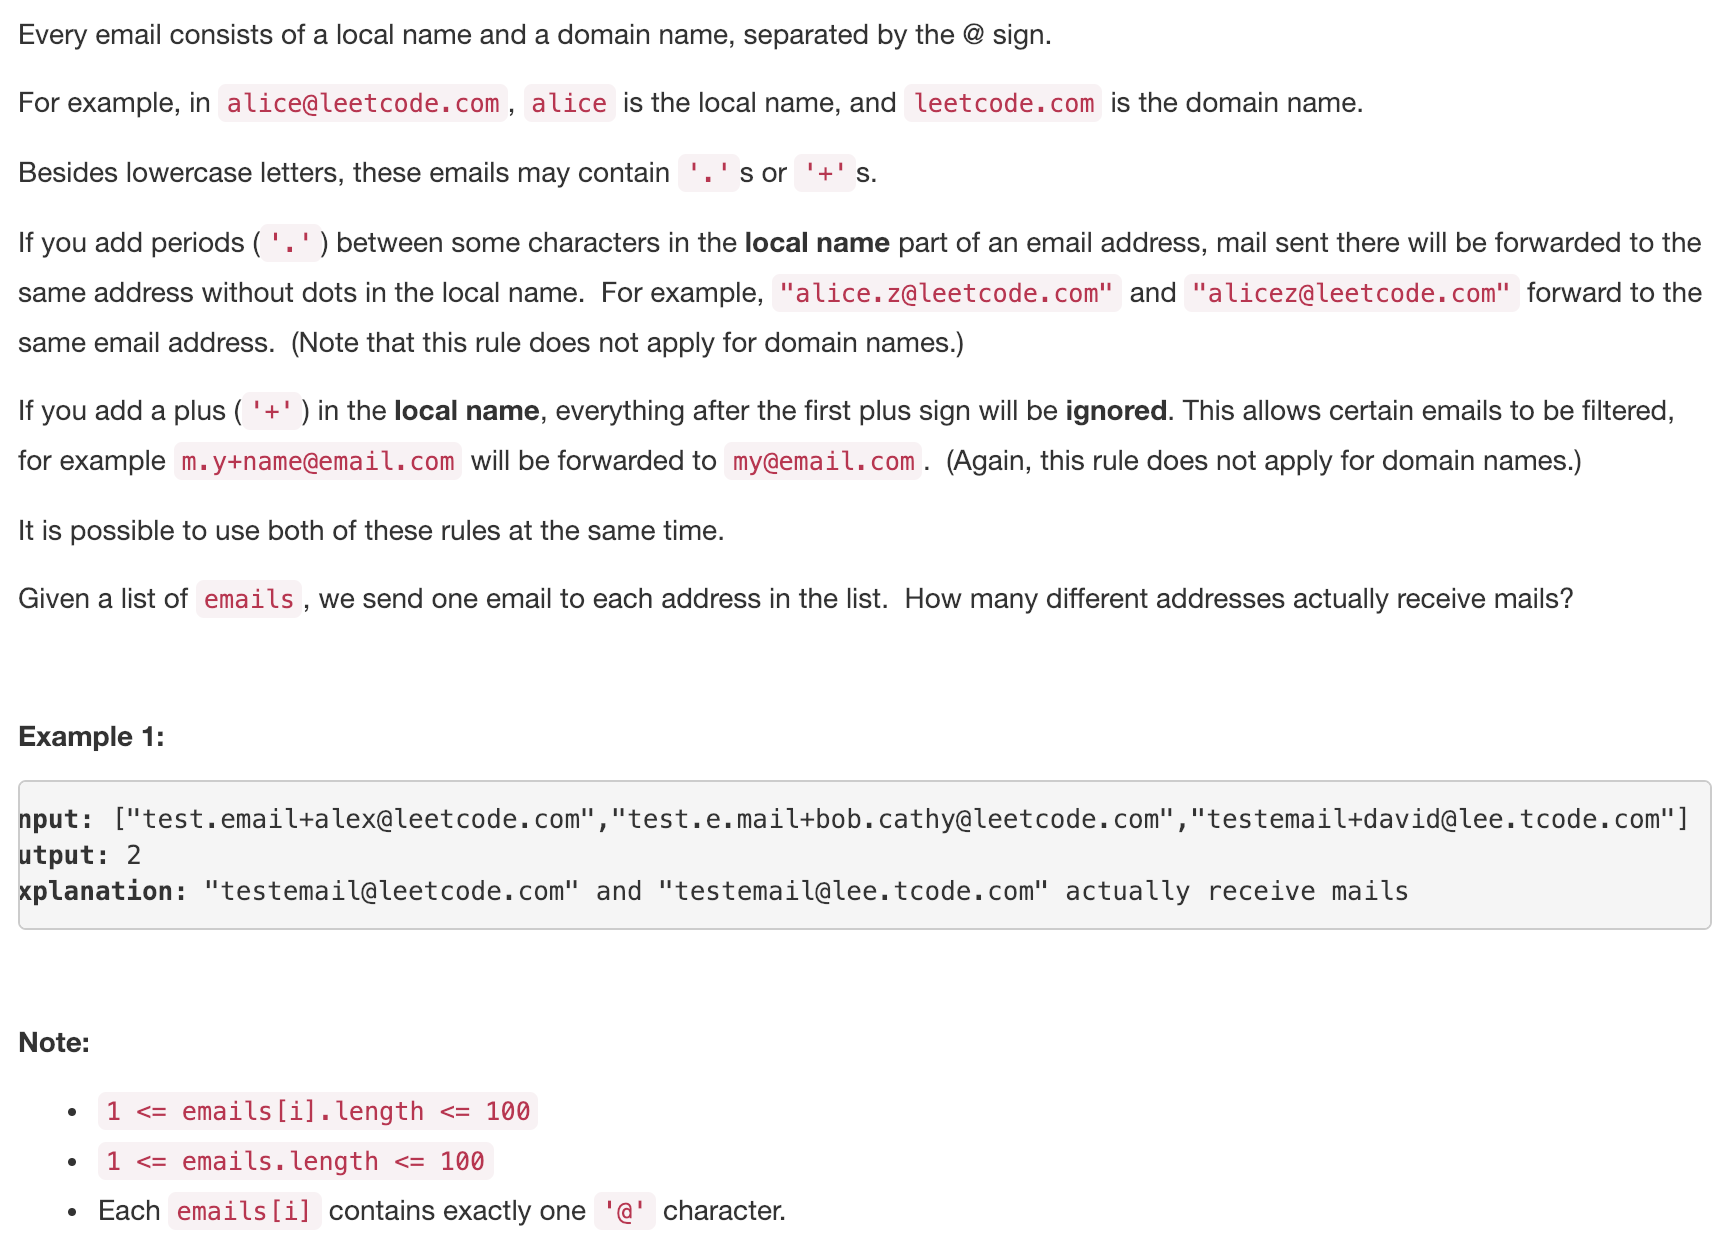 Every email consists of a local name and a domain name, separated by the @ sign.
For example, in alice@leetcode.com, alice is the local name, and leetcode.com is the domain name.
Besides lowercase letters, these emails may contain '.'s or '+'s.
If you add periods ('.') between some characters in the local name part of an email address, mail sent there will be forwarded to the
same address without dots in the local name.  For example, "alice.z@leetcode.com" and "alicez@leetcode.com" forward to the
same email address.  (Note that this rule does not apply for domain names.)
If you add a plus ('+') in the local name, everything after the first plus sign will be ignored. This allows certain emails to be filtered,
for example m.y+name@email.com will be forwarded to my@email.com.  (Again, this rule does not apply for domain names.)
It is possible to use both of these rules at the same time.
Given a list of emails, we send one email to each address in the list.  How many different addresses actually receive mails?
Example 1:
nput: ["test.email+alex@leetcode.com","test.e.mail+bob.cathy@leetcode.com","testemail+david@lee.tcode.com"]
utput: 2
xplanation: "testemail@leetcode.com" and "testemail@lee.tcode.com" actually receive mails
Note:
• 1 <= emails[i].length <= 100
• 1 <= emails.length <= 100
• Each emails[i] contains exactly one '@' character.